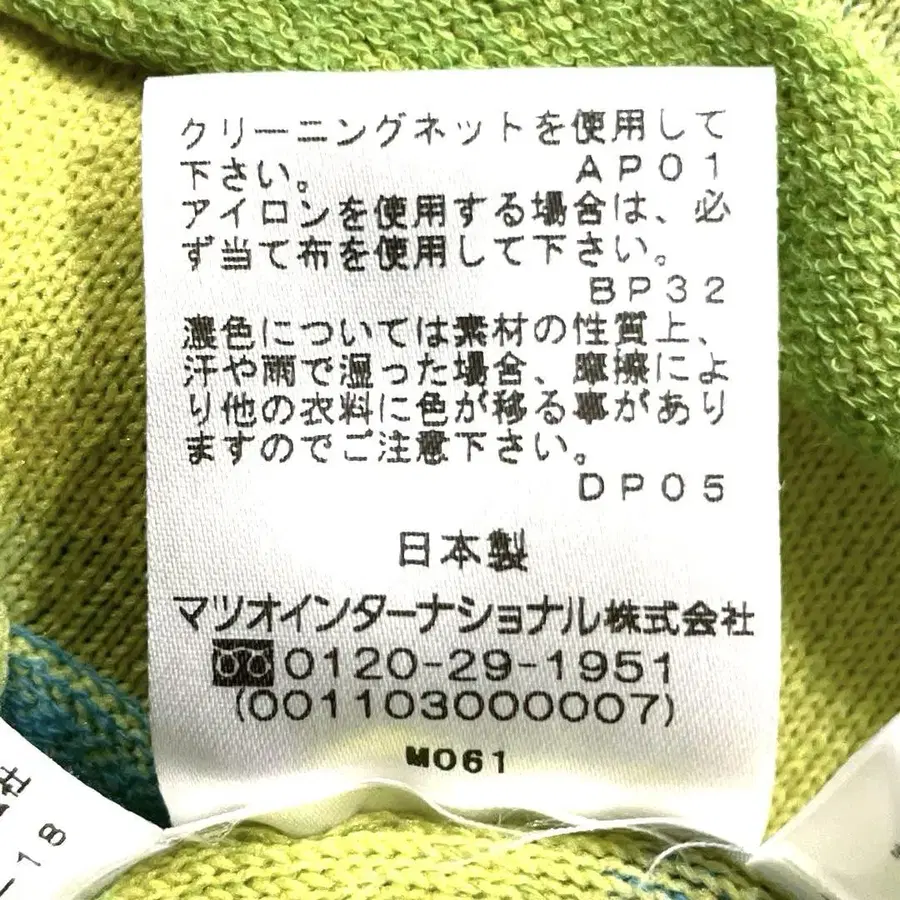 クリーニングネットを使用して
下さい。 AP01
アイロンを使用する場合は、必
ず当て布を使用して下さい。
BP32
濃色については素材の性質上、
汗や雨で湿った場合、摩擦によ
り他の衣料に色が移る事があり
ますのでご注意下さい。
DP05
日本製
マツオインターナショナル株式会社
0120-29-1951
(001103000007)
M061
社
-18